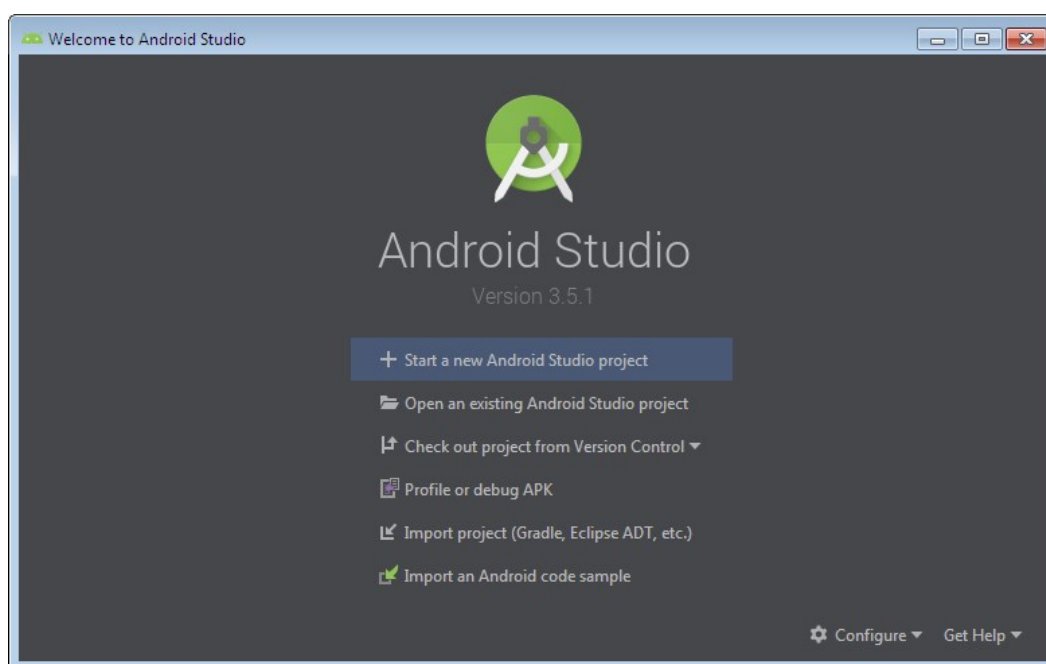 Welcome to Android Studio
Android Studio
Version 3.5.1
Start a new Android Studio project
Open an existing Android Studio project
Check out project from Version Control
Profile or debug APK
Import project (Gradle, Eclipse ADT, etc.)
Import an Android code sample
Configure Get Help